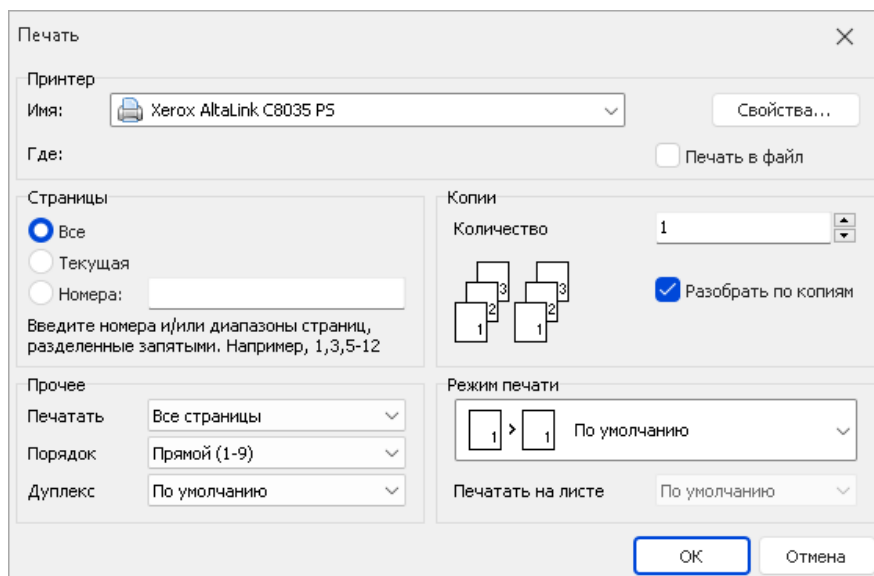 Печать
Принтер
Имя: Xerox AltaLink C8035 PS Свойства...
Где: Печать в файл
Страницы
Все
Текущая
Номера:
Введите номера и/или диапазоны страниц,
разделенные запятыми. Например, 1,3,5-12
Копии
Количество 1
3 3
2 2
1 1
Разобрать по копиям
Прочее
Печатать Все страницы
Порядок Прямой (1-9)
Дуплекс По умолчанию
Режим печати
1 > 1 По умолчанию
Печатать на листе По умолчанию
ОК Отмена